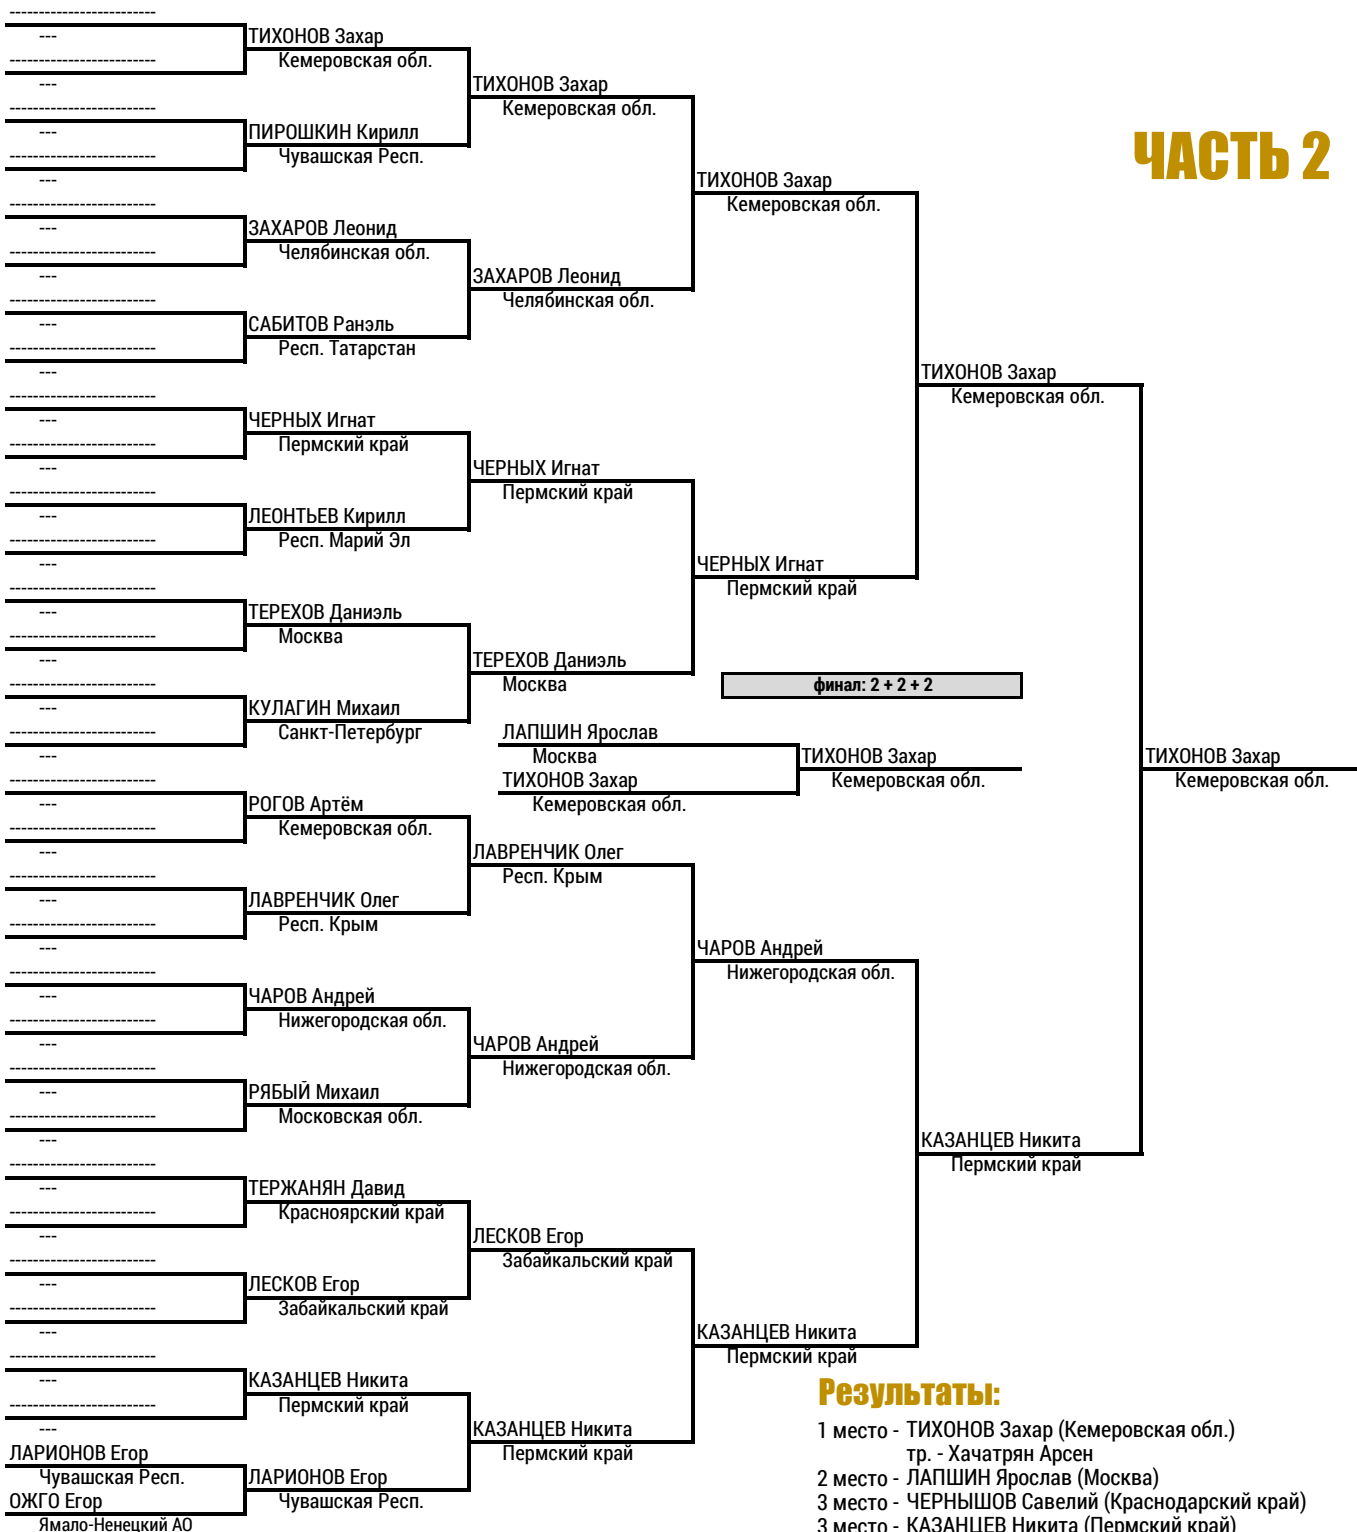 -------------------------
---
ТИХОНОВ Захар
-------------------------
Кемеровская обл.
---
ТИХОНОВ Захар
-------------------------
Кемеровская обл.
---
ПИРОШКИН Кирилл
ЧАСТЬ 2
-------------------------
Чувашская Респ.
---
ТИХОНОВ Захар
-------------------------
Кемеровская обл.
---
ЗАХАРОВ Леонид
-------------------------
Челябинская обл.
---
ЗАХАРОВ Леонид
-------------------------
Челябинская обл.
---
САБИТОВ Ранэль
-------------------------
Респ. Татарстан
---
ТИХОНОВ Захар
-------------------------
Кемеровская обл.
---
ЧЕРНЫХ Игнат
-------------------------
Пермский край
---
ЧЕРНЫХ Игнат
-------------------------
Пермский край
---
ЛЕОНТЬЕВ Кирилл
-------------------------
Респ. Марий Эл
---
ЧЕРНЫХ Игнат
-------------------------
Пермский край
---
ТЕРЕХОВ Даниэль
-------------------------
Москва
---
ТЕРЕХОВ Даниэль
-------------------------
Москва
финал: 2 + 2 + 2
---
КУЛАГИН Михаил
-------------------------
Санкт-Петербург
ЛАПШИН Ярослав
---
Москва
ТИХОНОВ Захар
ТИХОНОВ Захар
-------------------------
ТИХОНОВ Захар
Кемеровская обл.
Кемеровская обл.
---
РОГОВ Артём
Кемеровская обл.
-------------------------
Кемеровская обл.
---
ЛАВРЕНЧИК Олег
-------------------------
Респ. Крым
---
ЛАВРЕНЧИК Олег
-------------------------
Респ. Крым
---
ЧАРОВ Андрей
-------------------------
Нижегородская обл.
---
ЧАРОВ Андрей
-------------------------
Нижегородская обл.
---
ЧАРОВ Андрей
-------------------------
Нижегородская обл.
---
РЯБЫЙ Михаил
-------------------------
Московская обл.
---
КАЗАНЦЕВ Никита
-------------------------
Пермский край
---
ТЕРЖАНЯН Давид
-------------------------
Красноярский край
---
ЛЕСКОВ Егор
-------------------------
Забайкальский край
---
ЛЕСКОВ Егор
-------------------------
Забайкальский край
---
КАЗАНЦЕВ Никита
-------------------------
Пермский край
---
КАЗАНЦЕВ Никита
Результаты:
-------------------------
Пермский край
---
КАЗАНЦЕВ Никита
1 место - ТИХОНОВ Захар (Кемеровская обл.)
ЛАРИОНОВ Егор
Пермский край
тр. - Хачатрян Арсен
Чувашская Респ.
ЛАРИОНОВ Егор
2 место - ЛАПШИН Ярослав (Москва)
ОЖГО Егор
Чувашская Респ.
3 место - ЧЕРНЫШОВ Савелий (Краснодарский край)
Ямало-Ненецкий АО
3 место - КАЗАНЦЕВ Никита (Пермский край)